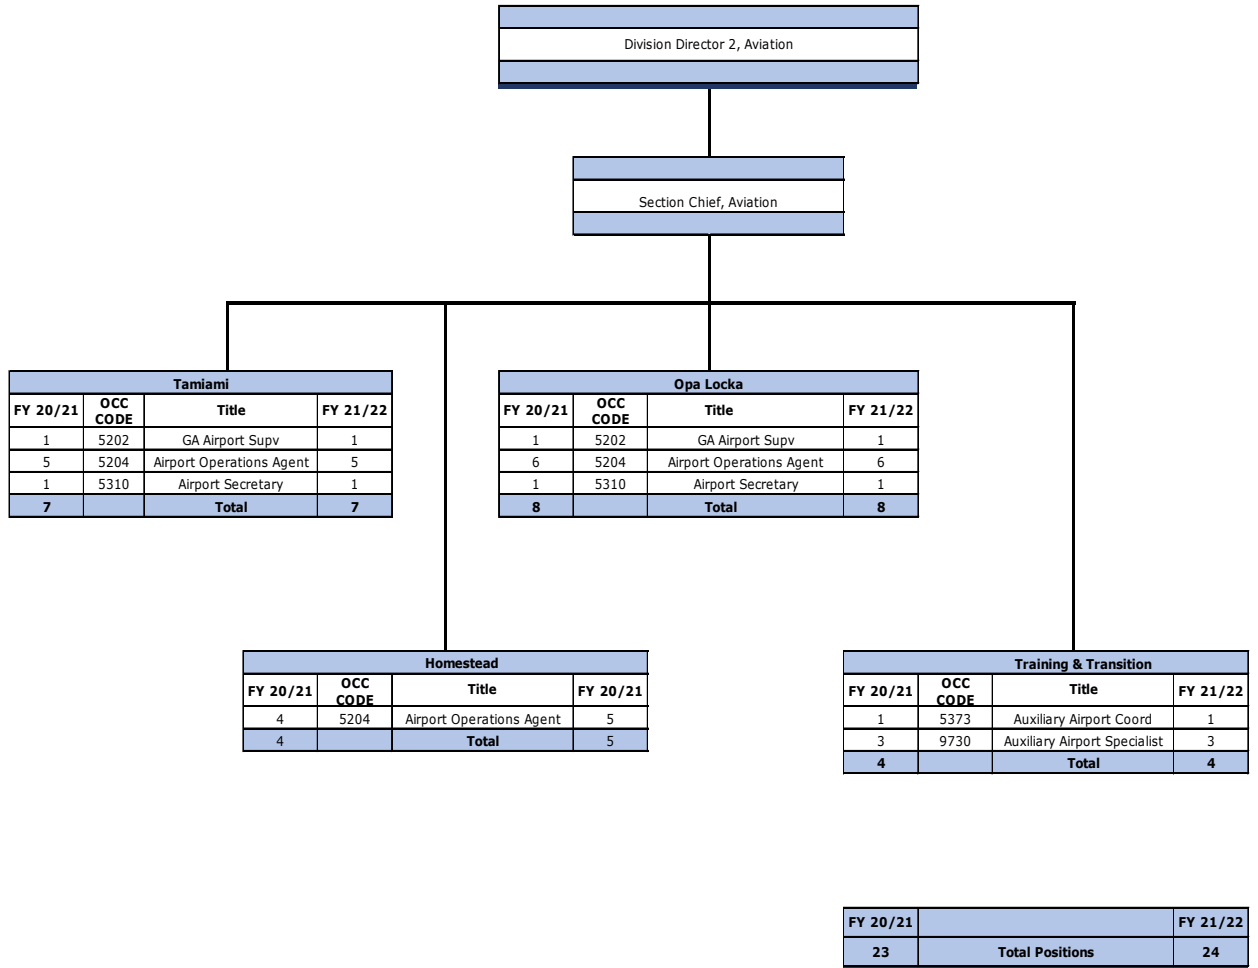 Division Director 2, Aviation
Section Chief, Aviation
Tamiami
FY 20/21 OCC CODE Title FY 21/22
1 5202 GA Airport Supv 1
5 5204 Airport Operations Agent 5
1 5310 Airport Secretary 1
7 Total 7
Opa Locka
FY 20/21 OCC CODE Title FY 21/22
1 5202 GA Airport Supv 1
6 5204 Airport Operations Agent 6
1 5310 Airport Secretary 1
8 Total 8
Homestead
FY 20/21 OCC CODE Title FY 20/21
4 5204 Airport Operations Agent 5
4 Total 5
Training & Transition
FY 20/21 OCC CODE Title FY 21/22
1 5373 Auxiliary Airport Coord 1
3 9730 Auxiliary Airport Specialist 3
4 Total 4
FY 20/21 FY 21/22
23 Total Positions 24